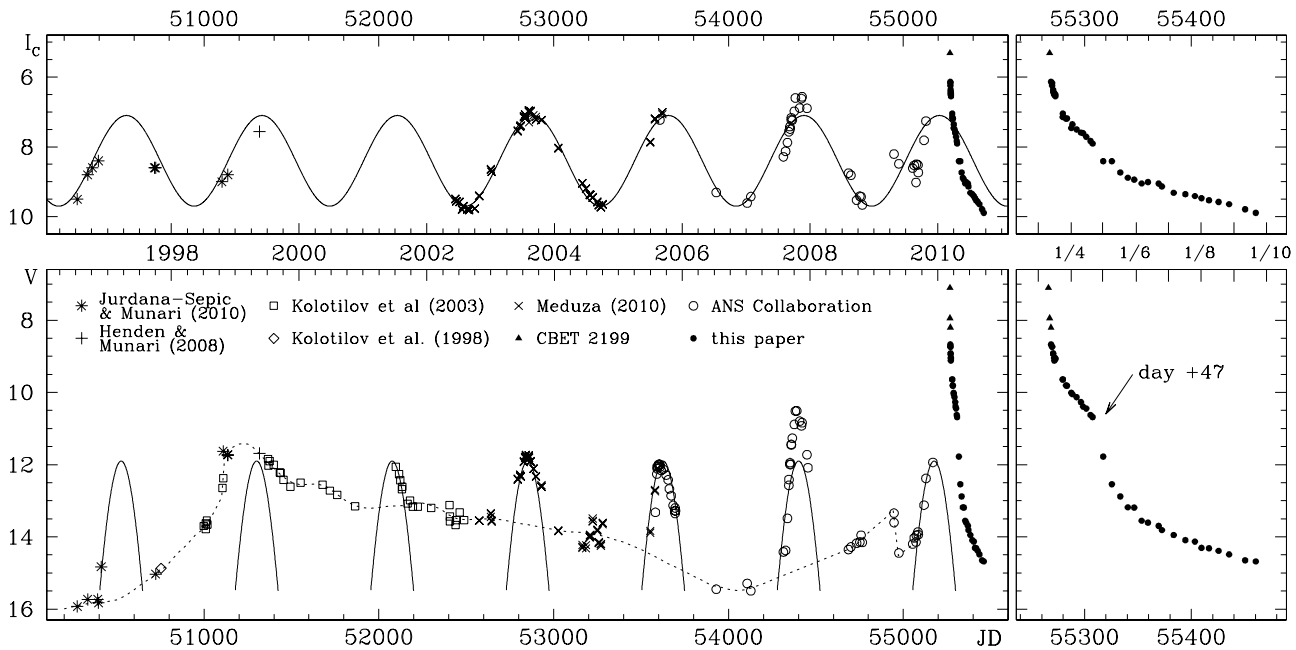 51000 52000 53000 54000 55000 55300 55400
I_c
6
8
10
1998 2000 2002 2003 2004 2006 2008 2010 1/4 1/6 1/8 1/10
V
8
10
12
14
16
Jurdana-Sepic & Munari (2010)
Henden & Munari (2008)
Kolotilov et al (2003)
Kolotilov et al. (1998)
Meduza (2010)
CBET 2199
ANS Collaboration
this paper
day +47
51000 52000 53000 54000 55000 JD 55300 55400